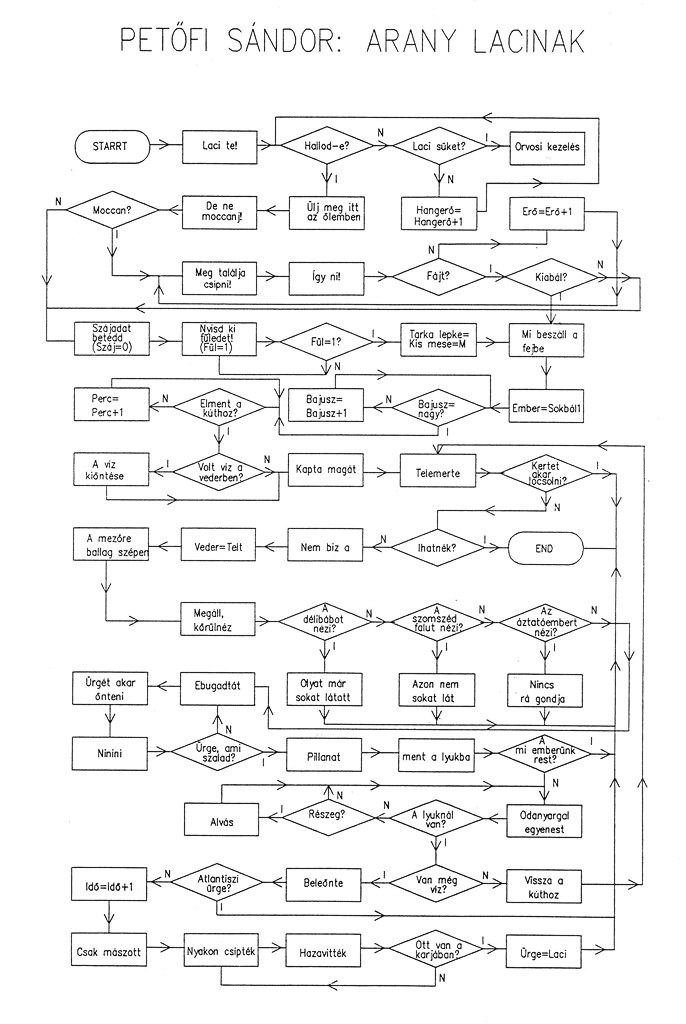 PETŐFI SÁNDOR: ARANY LACINAK
STARRT
Laci te!
Hallod-e?
N
Laci süket?
I
Orvosi kezelés
I
N
Moccan?
N
De ne
moccanj!
Űlj meg itt
az ölemben
Hangerő=
Hangerő+1
Erő=Erő+1
I
Meg találja
csipni!
Így ni!
Fájt?
N
I
Kiabál?
N
I
Szájadat
betedd
(Száj=0)
Nyisd ki
füledet!
(Fül=1)
Fül=1?
I
N
Tarka lepke=
Kis mese=M
Mi beszáll a
fejbe
Perc=
Perc+1
N
Elment a
kúthoz?
I
Bajusz=
Bajusz+1
N
Bajusz=
nagy?
I
Ember=Sokból1
A víz
kiöntése
I
Volt víz a
vederben?
N
Kapta magát
Telemerte
Kertet
akar
locsolni?
I
N
A mezőre
ballag szépen
Veder=Telt
Nem biz a
N
Ihatnék?
I
END
Megáll,
körülnéz
A
délibábot
nézi?
N
I
A
szomszéd
falut nézi?
N
I
Az
áztatóembert
nézi?
N
I
Ürgét akar
önteni
Ebugadtát
Olyat már
sokat látott
Azon nem
sokat lát
Nincs
rá gondja
Ninini
N
Ürge, ami
szalad?
I
Pillanat
ment a lyukba
A
mi emberünk
rest?
I
N
Alvás
I
Részeg?
N
N
A lyuknál
van?
I
Odanyargal
egyenest
Idő=Idő+1
N
Atlantiszi
ürge?
I
Beleönte
I
Van még
víz?
N
Vissza a
kúthoz
Csak mászott
Nyakon csípték
Hazavitték
Ott van a
karjában?
I
N
Ürge=Laci